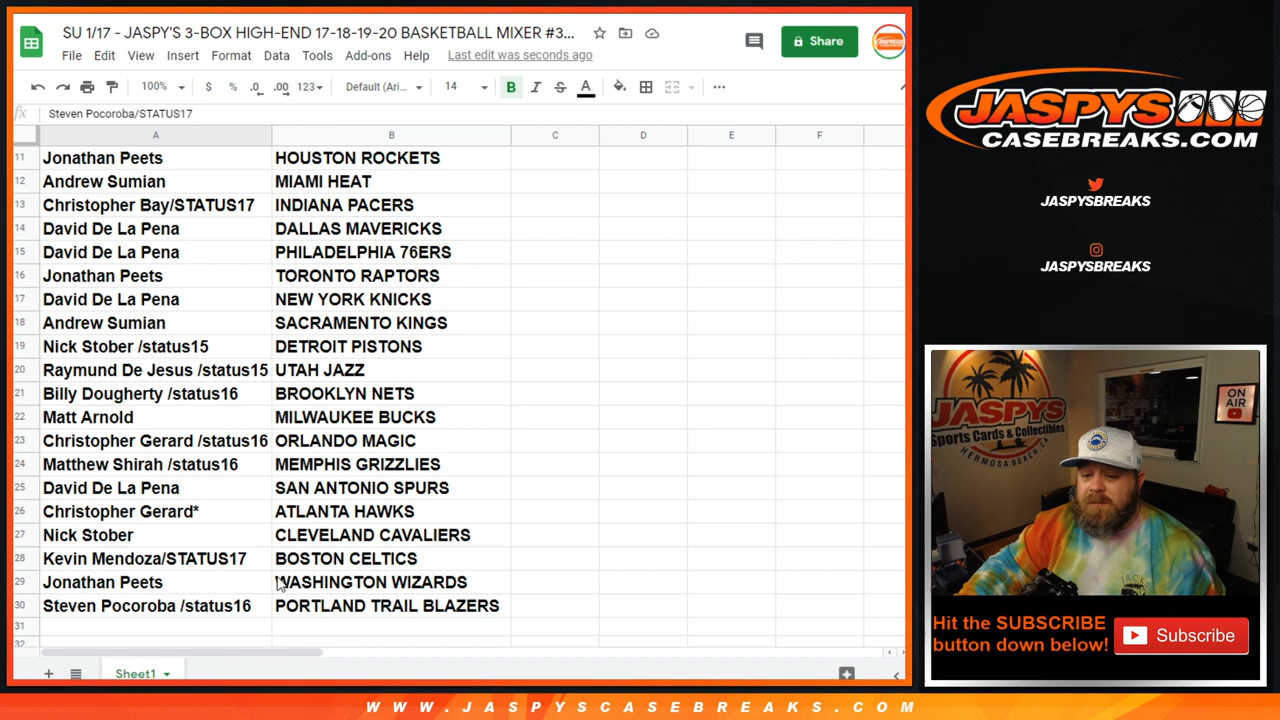 SU 1/17 - JASPY'S 3-BOX HIGH-END 17-18-19-20 BASKETBALL MIXER #3...
File Edit View Insert Format Data Tools Add-ons Help Last edit was seconds ago
Share
100% $ % .0 .00 123 Default (Ari... 14 B I S A
fx Steven Pocoroba/STATUS17
A B C D E F
11 Jonathan Peets HOUSTON ROCKETS
12 Andrew Sumian MIAMI HEAT
13 Christopher Bay/STATUS17 INDIANA PACERS
14 David De La Pena DALLAS MAVERICKS
15 David De La Pena PHILADELPHIA 76ERS
16 Jonathan Peets TORONTO RAPTORS
17 David De La Pena NEW YORK KNICKS
18 Andrew Sumian SACRAMENTO KINGS
19 Nick Stober /status15 DETROIT PISTONS
20 Raymund De Jesus /status15 UTAH JAZZ
21 Billy Dougherty /status16 BROOKLYN NETS
22 Matt Arnold MILWAUKEE BUCKS
23 Christopher Gerard /status16 ORLANDO MAGIC
24 Matthew Shirah /status16 MEMPHIS GRIZZLIES
25 David De La Pena SAN ANTONIO SPURS
26 Christopher Gerard* ATLANTA HAWKS
27 Nick Stober CLEVELAND CAVALIERS
28 Kevin Mendoza/STATUS17 BOSTON CELTICS
29 Jonathan Peets WASHINGTON WIZARDS
30 Steven Pocoroba /status16 PORTLAND TRAIL BLAZERS
31
32
Sheet1
JASPYS
CASEBREAKS.COM
JASPYSBREAKS
JASPYSBREAKS
JASPYS
Sports Cards & Collectibles
HERMOSA BEACH, CA
ON AIR
Hit the SUBSCRIBE
button down below!
Subscribe
WWW.JASPYSCASEBREAKS.COM